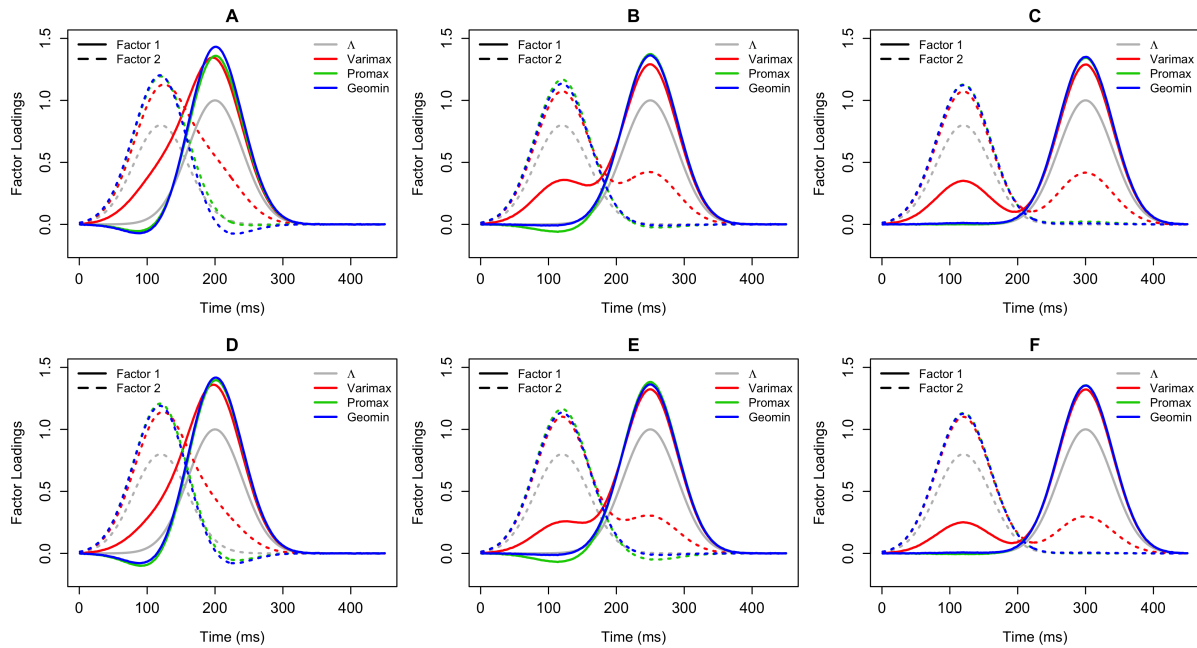 A
Factor Loadings
0.0 0.5 1.0 1.5
Factor 1
Factor 2
Λ
Varimax
Promax
Geomin
0 100 200 300 400
Time (ms)
B
Factor Loadings
0.0 0.5 1.0 1.5
Factor 1
Factor 2
Λ
Varimax
Promax
Geomin
0 100 200 300 400
Time (ms)
C
Factor Loadings
0.0 0.5 1.0 1.5
Factor 1
Factor 2
Λ
Varimax
Promax
Geomin
0 100 200 300 400
Time (ms)
D
Factor Loadings
0.0 0.5 1.0 1.5
Factor 1
Factor 2
Λ
Varimax
Promax
Geomin
0 100 200 300 400
Time (ms)
E
Factor Loadings
0.0 0.5 1.0 1.5
Factor 1
Factor 2
Λ
Varimax
Promax
Geomin
0 100 200 300 400
Time (ms)
F
Factor Loadings
0.0 0.5 1.0 1.5
Factor 1
Factor 2
Λ
Varimax
Promax
Geomin
0 100 200 300 400
Time (ms)